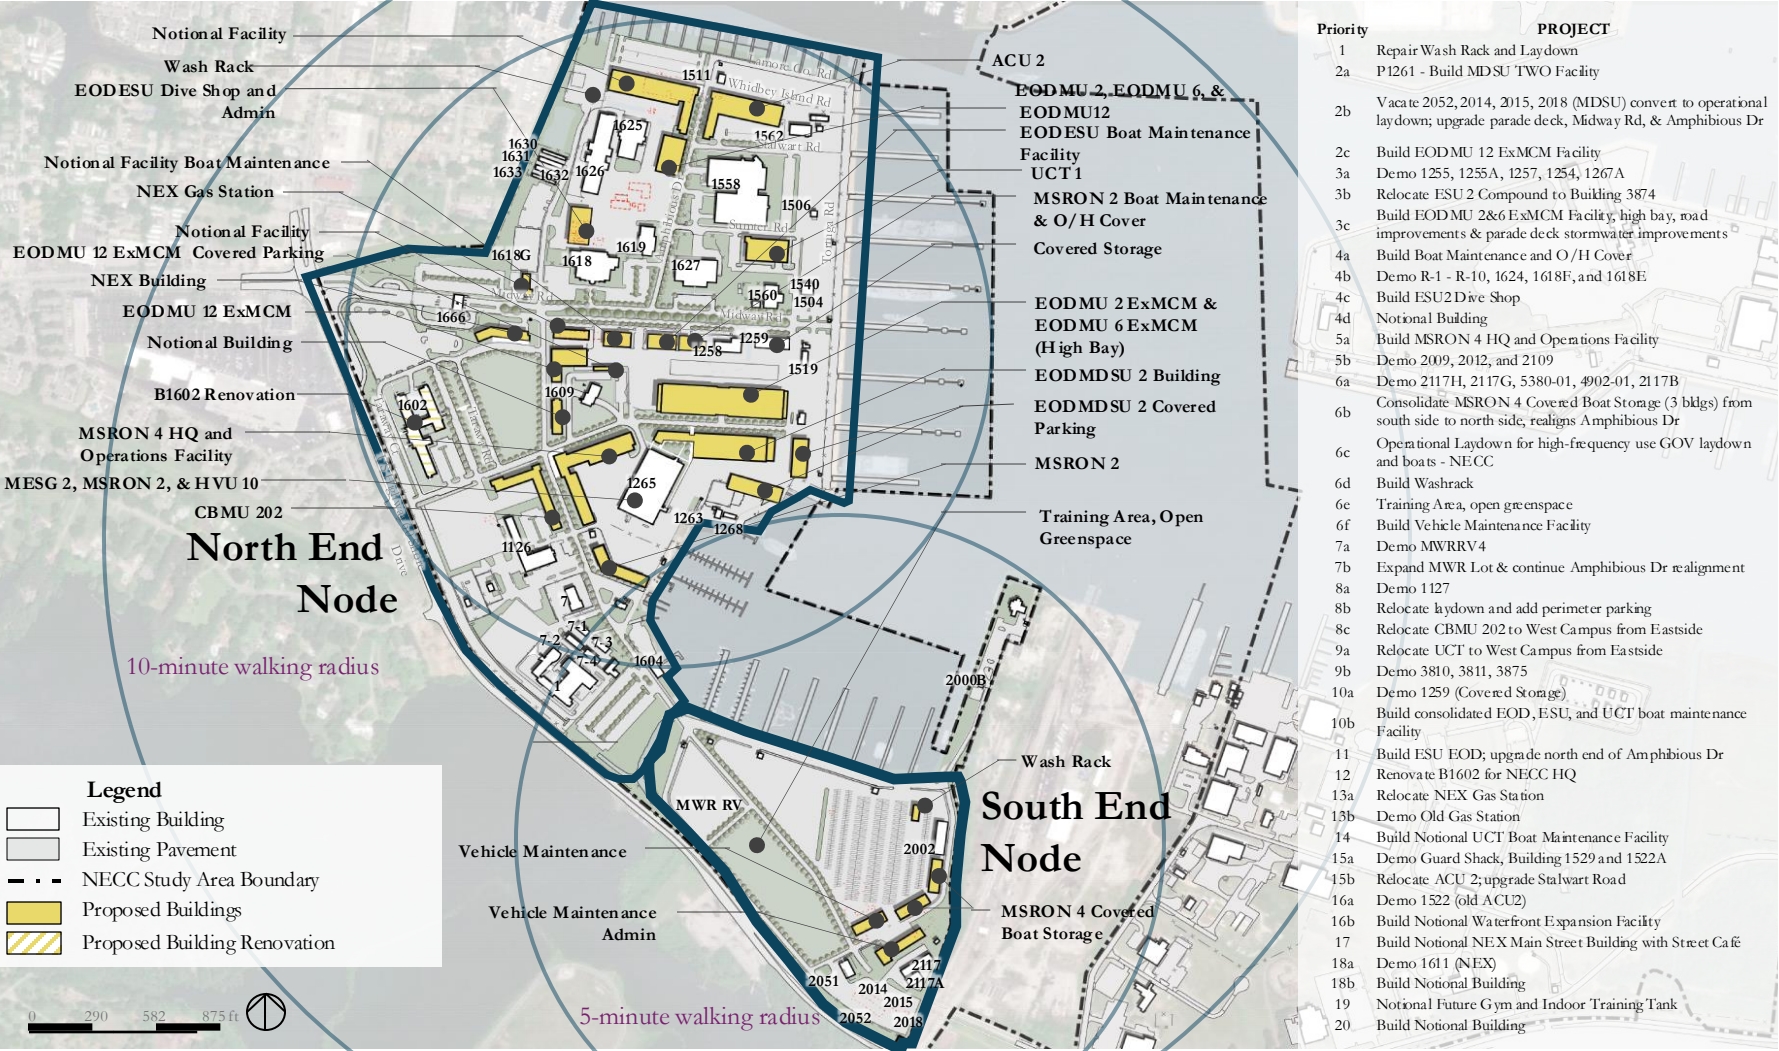 Notional Facility
Wash Rack
EODESU Dive Shop and
Admin
Notional Facility Boat Maintenance
NEX Gas Station
Notional Facility
EODMU 12 ExMCM Covered Parking
NEX Building
EODMU 12 ExMCM
Notional Building
B1602 Renovation
MSRON 4 HQ and
Operations Facility
MESG 2, MSRON 2, & HVU 10
CBMU 202
North End
Node
10-minute walking radius
ACU 2
EODMU 2, EODMU 6, &
EODMU12
EODESU Boat Maintenance
Facility
UCT 1
MSRON 2 Boat Maintenance
& O/H Cover
Covered Storage
EODMU 2 ExMCM &
EODMU 6 ExMCM
(High Bay)
EODMDSU 2 Building
EODMDSU 2 Covered
Parking
MSRON 2
Training Area, Open
Greenspace
Wash Rack
South End
Node
MSRON 4 Covered
Boat Storage
Vehicle Maintenance
Vehicle Maintenance
Admin
5-minute walking radius
MWR RV
1511
Whidbey Island Rd
1562
Stalwart Rd
1625
1630
1631
1633
1632
1626
1558
1506
Sumter Rd
1619
1618G
1618
1627
1540
1560
1504
Midway Rd
Midway Rd
1666
1259
1258
1519
1609
1602
1265
1263
1268
1126
Drive
7
7-1
7-2
7-3
7-4
1
1604
2000B
2002
2117
2117A
2051
2014
2015
2052
2018
Legend
Existing Building
Existing Pavement
NECC Study Area Boundary
Proposed Buildings
Proposed Building Renovation
0 290 582 875 ft
Priority PROJECT
1 Repair Wash Rack and Laydown
2a P1261 - Build MDSU TWO Facility
2b Vacate 2052, 2014, 2015, 2018 (MDSU) convert to operational
laydown; upgrade parade deck, Midway Rd, & Amphibious Dr
2c Build EODMU 12 ExMCM Facility
3a Demo 1255, 1255A, 1257, 1254, 1267A
3b Relocate ESU 2 Compound to Building 3874
3c Build EODMU 2&6 ExMCM Facility, high bay, road
improvements & parade deck stormwater improvements
4a Build Boat Maintenance and O/H Cover
4b Demo R-1 - R-10, 1624, 1618F, and 1618E
4c Build ESU2 Dive Shop
4d Notional Building
5a Build MSRON 4 HQ and Operations Facility
5b Demo 2009, 2012, and 2109
6a Demo 2117H, 2117G, 5380-01, 4902-01, 2117B
6b Consolidate MSRON 4 Covered Boat Storage (3 bldgs) from
south side to north side, realigns Amphibious Dr
6c Operational Laydown for high-frequency use GOV laydown
and boats - NECC
6d Build Washrack
6e Training Area, open greenspace
6f Build Vehicle Maintenance Facility
7a Demo MWRRV4
7b Expand MWR Lot & continue Amphibious Dr realignment
8a Demo 1127
8b Relocate laydown and add perimeter parking
8c Relocate CBMU 202 to West Campus from Eastside
9a Relocate UCT to West Campus from Eastside
9b Demo 3810, 3811, 3875
10a Demo 1259 (Covered Storage)
10b Build consolidated EOD, ESU, and UCT boat maintenance
Facility
11 Build ESU EOD; upgrade north end of Amphibious Dr
12 Renovate B1602 for NECC HQ
13a Relocate NEX Gas Station
13b Demo Old Gas Station
14 Build Notional UCT Boat Maintenance Facility
15a Demo Guard Shack, Building 1529 and 1522A
15b Relocate ACU 2; upgrade Stalwart Road
16a Demo 1522 (old ACU2)
16b Build Notional Waterfront Expansion Facility
17 Build Notional NEX Main Street Building with Street Café
18a Demo 1611 (NEX)
18b Build Notional Building
19 Notional Future Gym and Indoor Training Tank
20 Build Notional Building